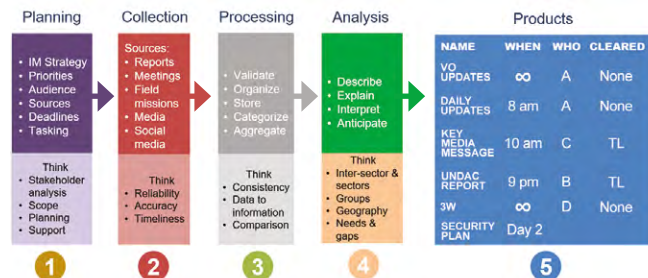 Planning
• IM Strategy
• Priorities
• Audience
• Sources
• Deadlines
• Tasking
Think
• Stakeholder
analysis
• Scope
• Planning
• Support
1
Collection
Sources:
• Reports
• Meetings
• Field
missions
• Media
• Social
media
Think
• Reliability
• Accuracy
• Timeliness
2
Processing
• Validate
• Organize
• Store
• Categorize
• Aggregate
Think
• Consistency
• Data to
information
• Comparison
3
Analysis
• Describe
• Explain
• Interpret
• Anticipate
Think
• Inter-sector &
sectors
• Groups
• Geography
• Needs &
gaps
4
Products
NAME WHEN WHO CLEARED
VO
UPDATES ∞ A None
DAILY
UPDATES 8 am A None
KEY
MEDIA
MESSAGE 10 am C TL
UNDAC
REPORT 9 pm B TL
3W ∞ D None
SECURITY
PLAN Day 2
5